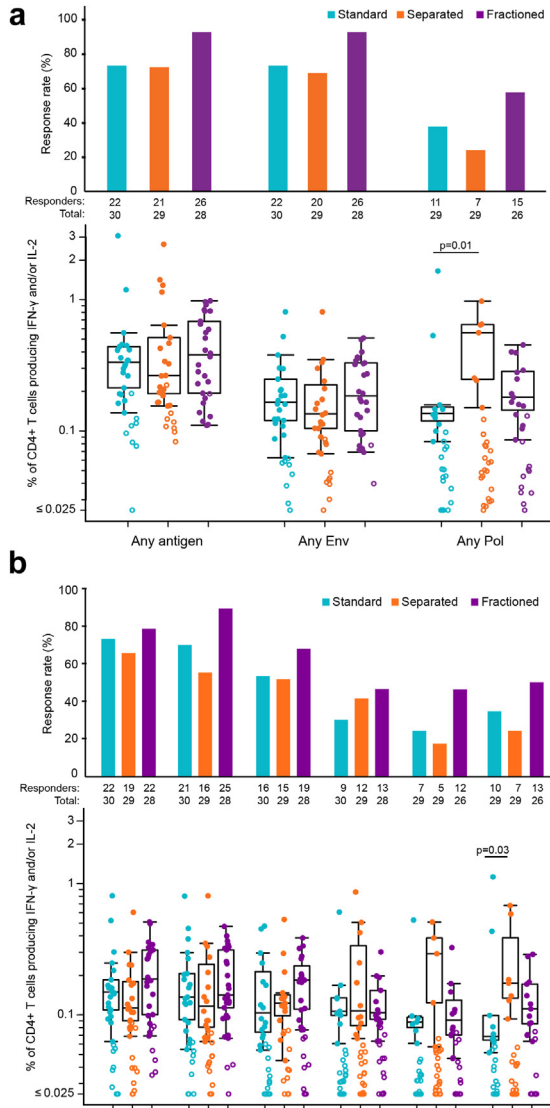 a
Standard Separated Fractioned
Response rate (%)
100
80
60
40
20
0
Responders: 22 21 26 22 20 26 11 7 15
Total: 30 29 28 30 29 28 29 29 26
% of CD4+ T cells producing IFN-γ and/or IL-2
3
1
0.1
≤0.025
p=0.01
Any antigen Any Env Any Pol
b
Standard Separated Fractioned
Response rate (%)
100
80
60
40
20
0
Responders: 22 19 22 21 16 25 16 15 19 9 12 13 7 5 12 10 7 13
Total: 30 29 28 30 29 28 30 29 28 30 29 28 29 29 26 29 29 26
% of CD4+ T cells producing IFN-γ and/or IL-2
3
1
0.1
≤0.025
p=0.03